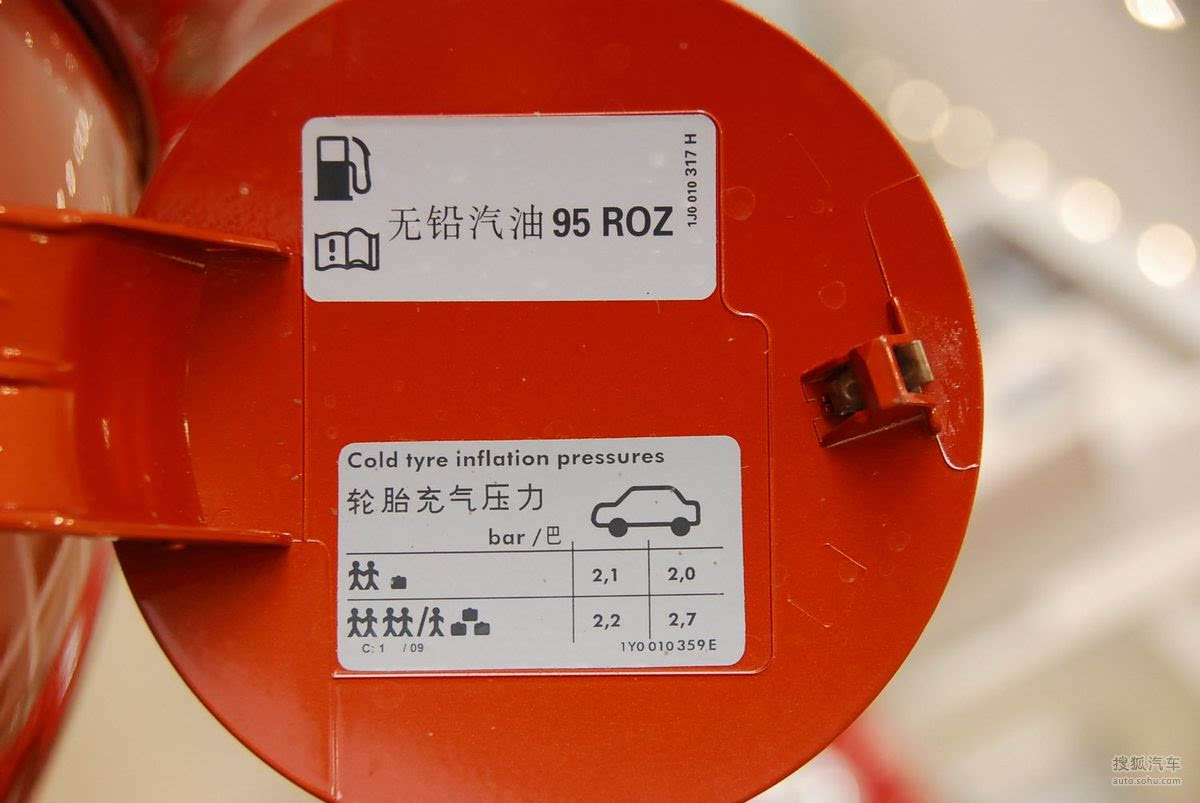 无铅汽油 95 ROZ
1J0 010 317 H
Cold tyre inflation pressures
轮胎充气压力
bar /巴
2,1 2,0
2,2 2,7
C: 1 / 09
1Y0 010 359 E
搜狐汽车
auto.sohu.com